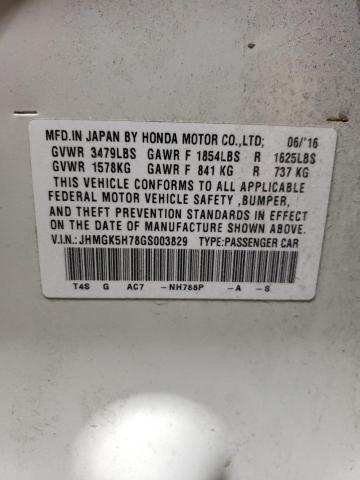 MFD.IN JAPAN BY HONDA MOTOR CO.,LTD; 06/'16
GVWR 3479LBS GAWR F 1854LBS R 1625LBS
GVWR 1578KG GAWR F 841 KG R 737 KG
THIS VEHICLE CONFORMS TO ALL APPLICABLE
FEDERAL MOTOR VEHICLE SAFETY ,BUMPER,
AND THEFT PREVENTION STANDARDS IN EFFECT
ON THE DATE OF MANUFACTURE SHOWN ABOVE.
V.I.N.: JHMGK5H78GS003829 TYPE:PASSENGER CAR
T4S G AC7 -NH788P -A -S